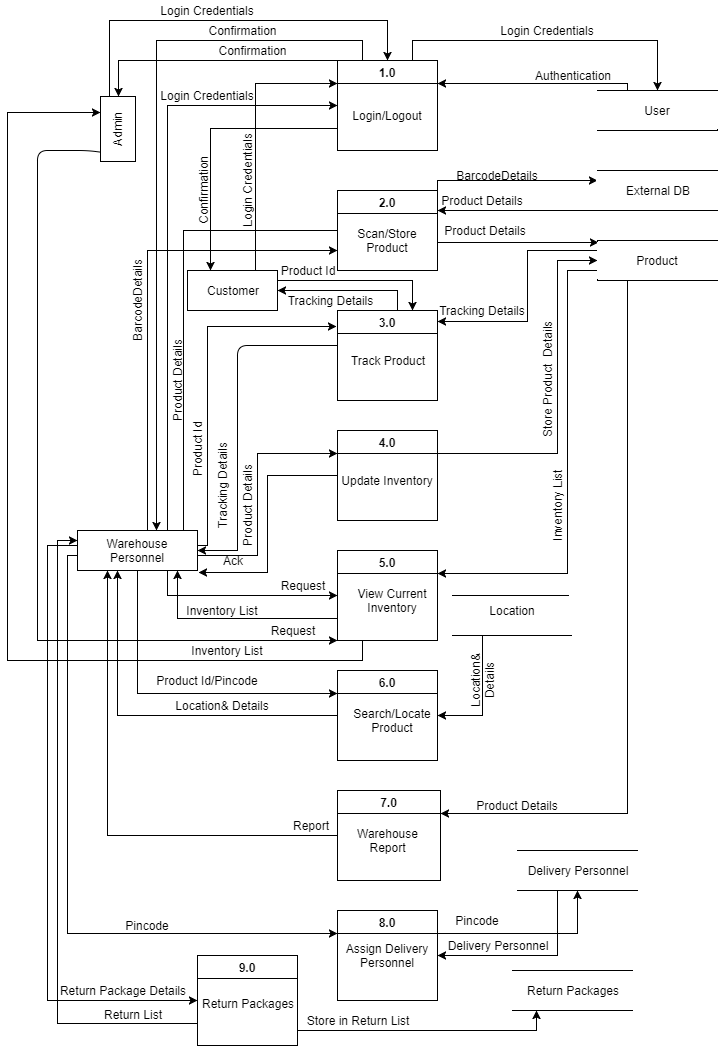 Login Credentials
Confirmation
Login Credentials
Confirmation
1.0
Authentication
Login Credentials
Admin
Login/Logout
User
Confirmation
Login Credentials
BarcodeDetails
External DB
2.0
Product Details
Scan/Store
Product
Product Details
Product
Product Id
Customer
Tracking Details
BarcodeDetails
Product Details
Tracking Details
3.0
Track Product
Store Product Details
Product Id
Tracking Details
Product Details
4.0
Update Inventory
Inventory List
Warehouse
Personnel
Ack
5.0
View Current
Inventory
Request
Inventory List
Location
Request
Inventory List
Location&
Details
Product Id/Pincode
6.0
Location& Details
Search/Locate
Product
7.0
Product Details
Report
Warehouse
Report
Delivery Personnel
Pincode
8.0
Pincode
Assign Delivery
Personnel
Delivery Personnel
9.0
Return Package Details
Return Packages
Return Packages
Return List
Store in Return List